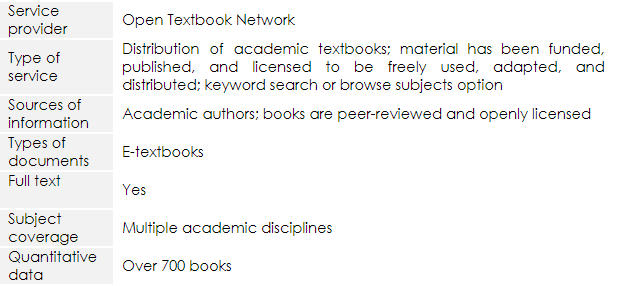 Service
provider
Open Textbook Network
Type of
service
Distribution of academic textbooks; material has been funded,
published, and licensed to be freely used, adapted, and
distributed; keyword search or browse subjects option
Sources of
information
Academic authors; books are peer-reviewed and openly licensed
Types of
documents
E-textbooks
Full text
Yes
Subject
coverage
Multiple academic disciplines
Quantitative
data
Over 700 books